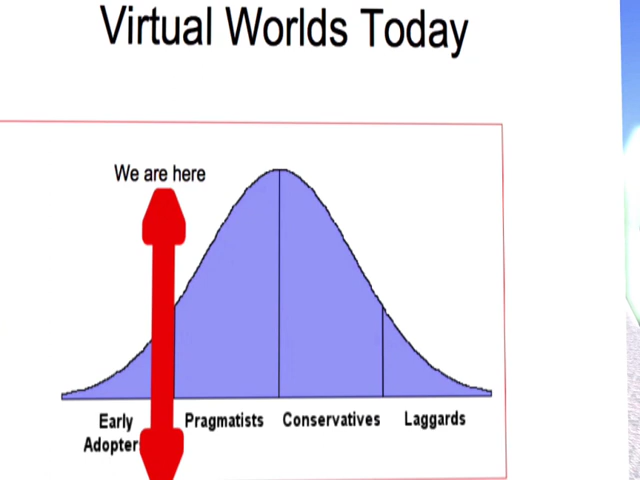 Virtual Worlds Today
We are here
Early Pragmatists Conservatives Laggards
Adopter